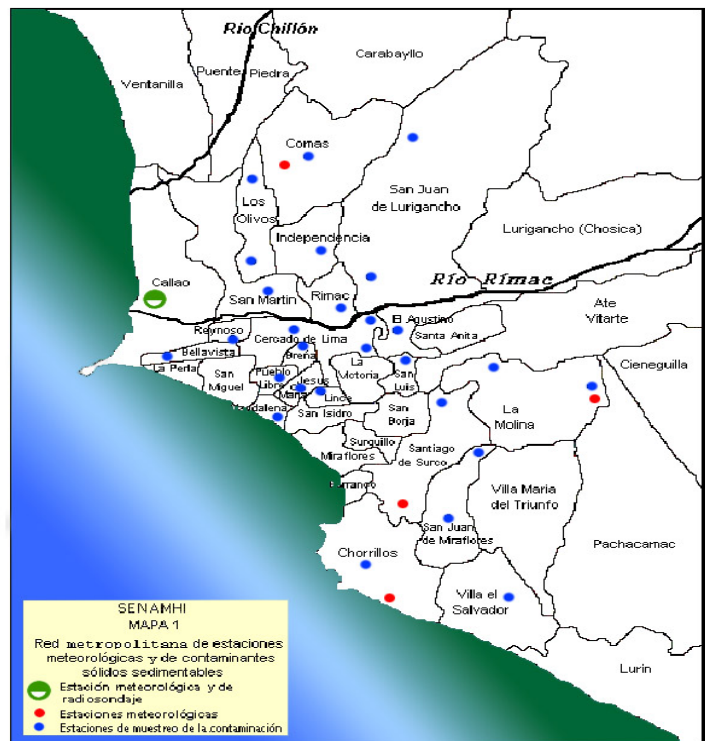 Río Chillón
Carabayllo
Puente
Piedra
Ventanilla
Comas
Los
Olivos
San Juan
de Lurigancho
Independencia
Lurigancho (Chosica)
Callao
Río Rímac
San Martin
Rimac
Ate
Vitarte
Reynoso
Cercado de Lima
El Agustino
Santa Anita
Bellavista
Breña
La Perla
Cieneguilla
San
Miguel
Pueblo
Libre
Jesus
Maria
La
Victoria
San
Luis
Lince
Magdalena
San Isidro
San
Borja
La
Molina
Surquillo
Miraflores
Santiago
de Surco
Barranco
Villa Maria
del Triunfo
San Juan
de Miraflores
Pachacamac
Chorrillos
Villa el
Salvador
Lurín
SENAMHI
MAPA 1
Red metropolitana de estaciones
meteorológicas y de contaminantes
sólidos sedimentables
Estación meteorológica y de
radiosondaje
Estaciones meteorológicas
Estaciones de muestreo de la contaminación